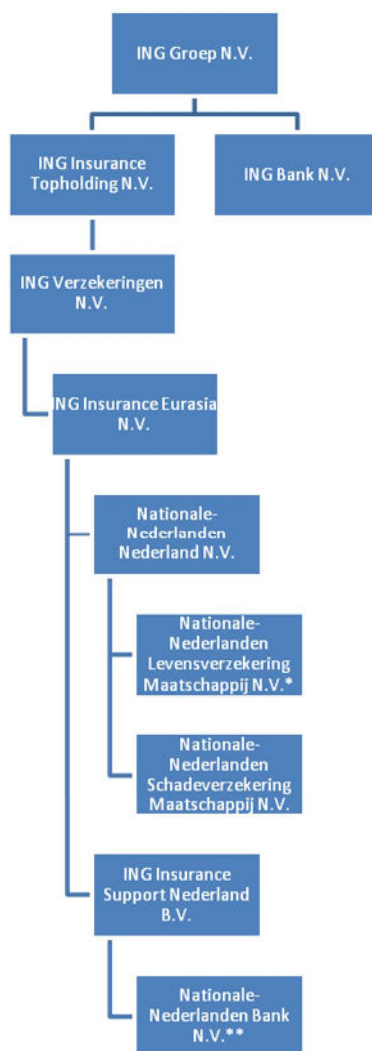 ING Groep N.V.
ING Insurance
Topholding N.V.
ING Bank N.V.
ING Verzekeringen
N.V.
ING Insurance Eurasia
N.V.
Nationale-
Nederlanden
Nederland N.V.
Nationale-
Nederlanden
Levensverzekering
Maatschappij N.V.*
Nationale-
Nederlanden
Schadeverzekering
Maatschappij N.V.
ING Insurance
Support Nederland
B.V.
Nationale-
Nederlanden Bank
N.V.**